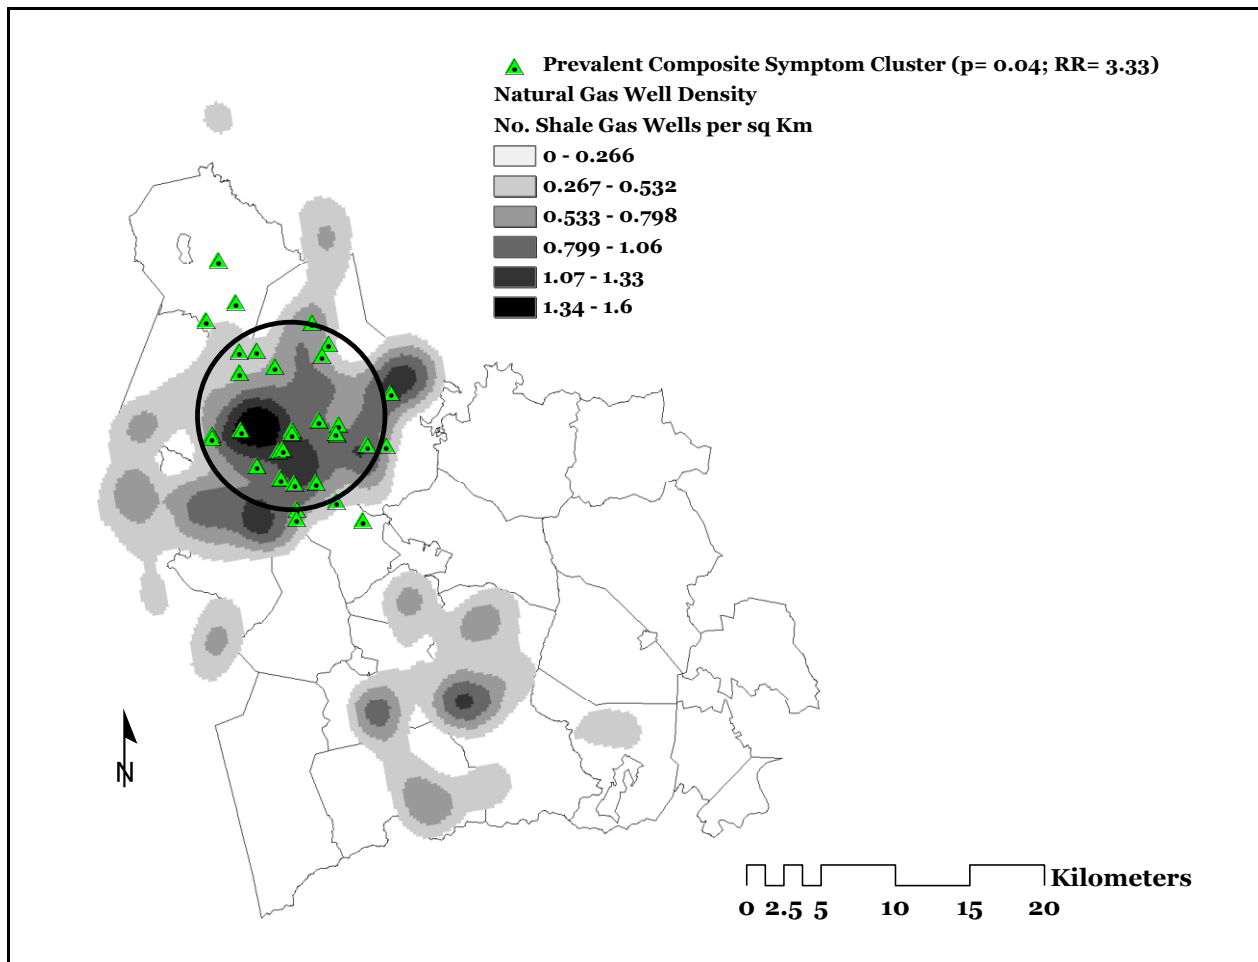 Prevalent Composite Symptom Cluster (p= 0.04; RR= 3.33)
Natural Gas Well Density
No. Shale Gas Wells per sq Km
0 - 0.266
0.267 - 0.532
0.533 - 0.798
0.799 - 1.06
1.07 - 1.33
1.34 - 1.6
N
Kilometers
0 2.5 5 10 15 20